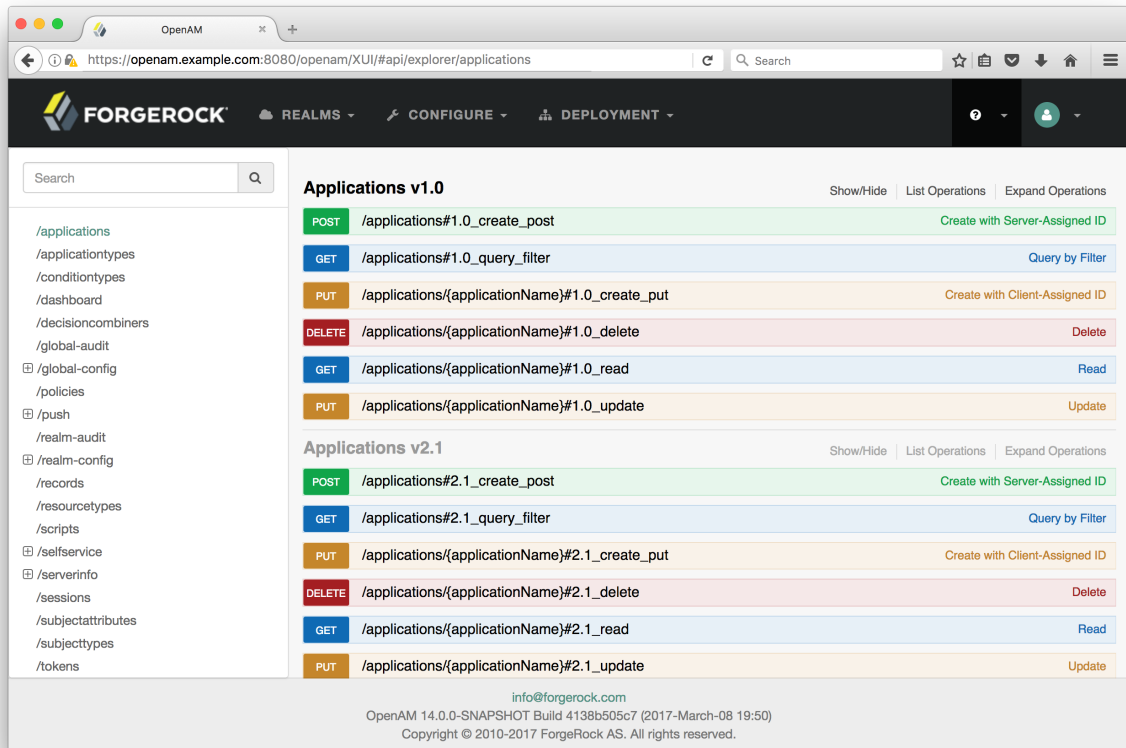 OpenAM
https://openam.example.com:8080/openam/XUI/#api/explorer/applications
Search
FORGEROCK
REALMS
CONFIGURE
DEPLOYMENT
Search
/applications
/applicationtypes
/conditiontypes
/dashboard
/decisioncombiners
/global-audit
/global-config
/policies
/push
/realm-audit
/realm-config
/records
/resourcetypes
/scripts
/selfservice
/serverinfo
/sessions
/subjectattributes
/subjecttypes
/tokens
Applications v1.0 Show/Hide List Operations Expand Operations
POST /applications#1.0_create_post Create with Server-Assigned ID
GET /applications#1.0_query_filter Query by Filter
PUT /applications/{applicationName}#1.0_create_put Create with Client-Assigned ID
DELETE /applications/{applicationName}#1.0_delete Delete
GET /applications/{applicationName}#1.0_read Read
PUT /applications/{applicationName}#1.0_update Update
Applications v2.1 Show/Hide List Operations Expand Operations
POST /applications#2.1_create_post Create with Server-Assigned ID
GET /applications#2.1_query_filter Query by Filter
PUT /applications/{applicationName}#2.1_create_put Create with Client-Assigned ID
DELETE /applications/{applicationName}#2.1_delete Delete
GET /applications/{applicationName}#2.1_read Read
PUT /applications/{applicationName}#2.1_update Update
info@forgerock.com
OpenAM 14.0.0-SNAPSHOT Build 4138b505c7 (2017-March-08 19:50)
Copyright © 2010-2017 ForgeRock AS. All rights reserved.